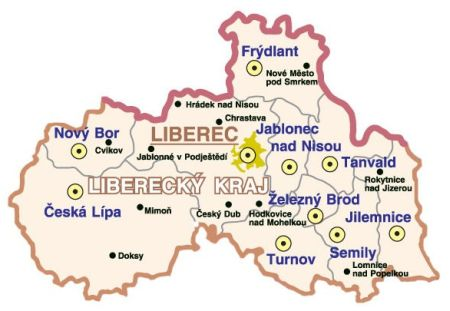 Frýdlant
Nové Město
pod Smrkem
Hrádek nad Nisou
Chrastava
LIBEREC
Jablonec
nad Nisou
Nový Bor
Cvikov
Jablonné v Podještědí
Tanvald
Rokytnice
nad Jizerou
LIBERECKÝ KRAJ
Česká Lípa
Mimoň
Český Dub
Hodkovice
nad Mohelkou
Železný Brod
Jilemnice
Doksy
Turnov
Semily
Lomnice
nad Popelkou